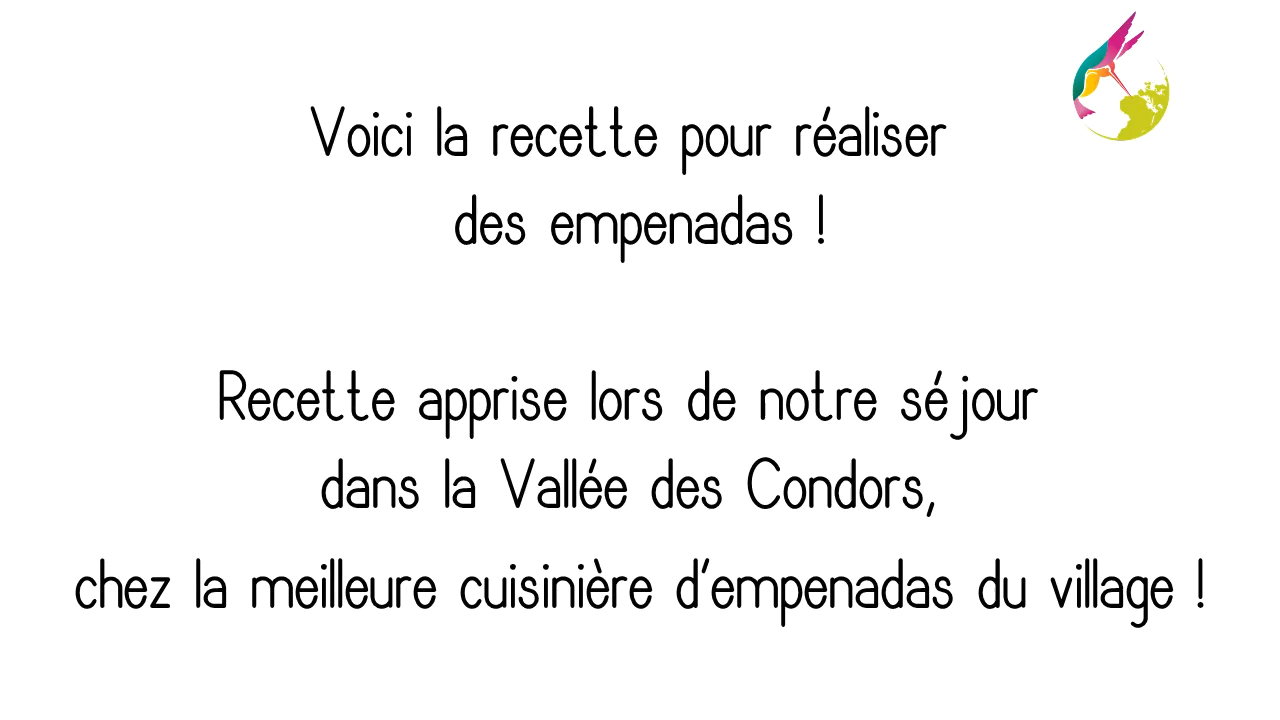 Voici la recette pour réaliser
des empenadas !
Recette apprise lors de notre séjour
dans la Vallée des Condors,
chez la meilleure cuisinière d'empenadas du village !